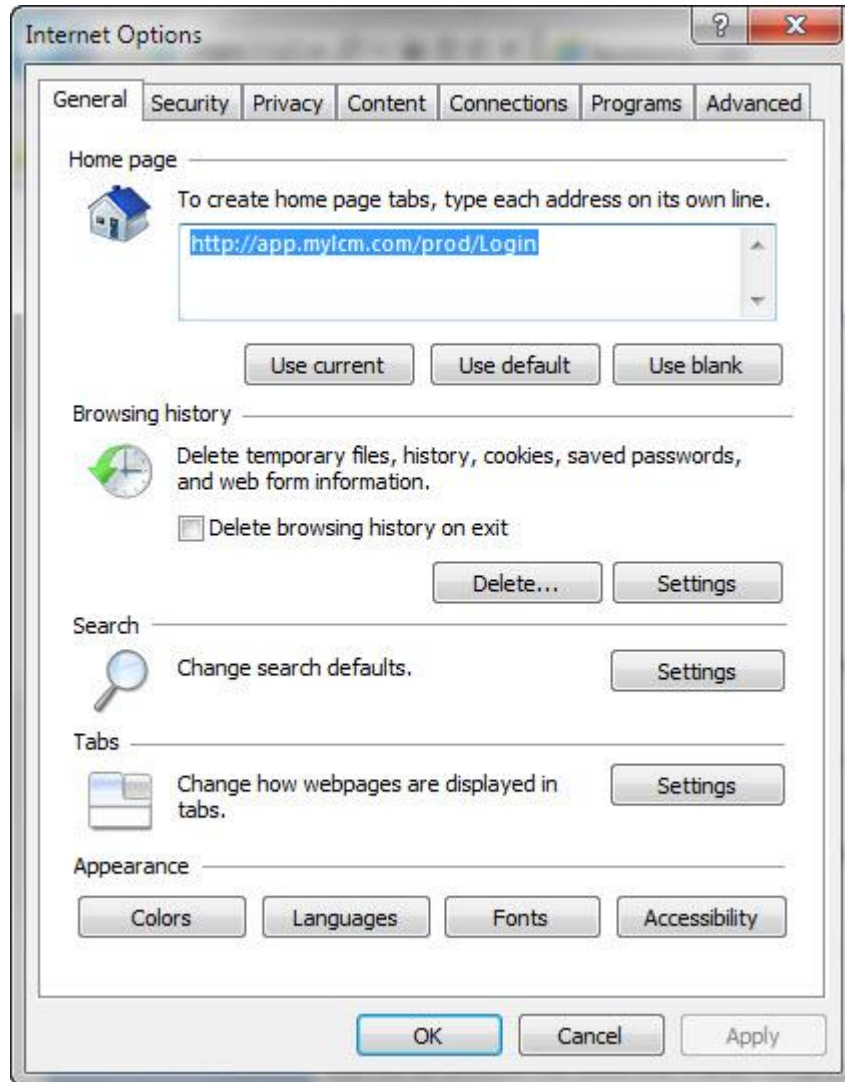 Internet Options
General Security Privacy Content Connections Programs Advanced
Home page
To create home page tabs, type each address on its own line.
http://app.mylcm.com/prod/Login
Use current Use default Use blank
Browsing history
Delete temporary files, history, cookies, saved passwords,
and web form information.
Delete browsing history on exit
Delete... Settings
Search
Change search defaults. Settings
Tabs
Change how webpages are displayed in
tabs.
Settings
Appearance
Colors Languages Fonts Accessibility
OK Cancel Apply